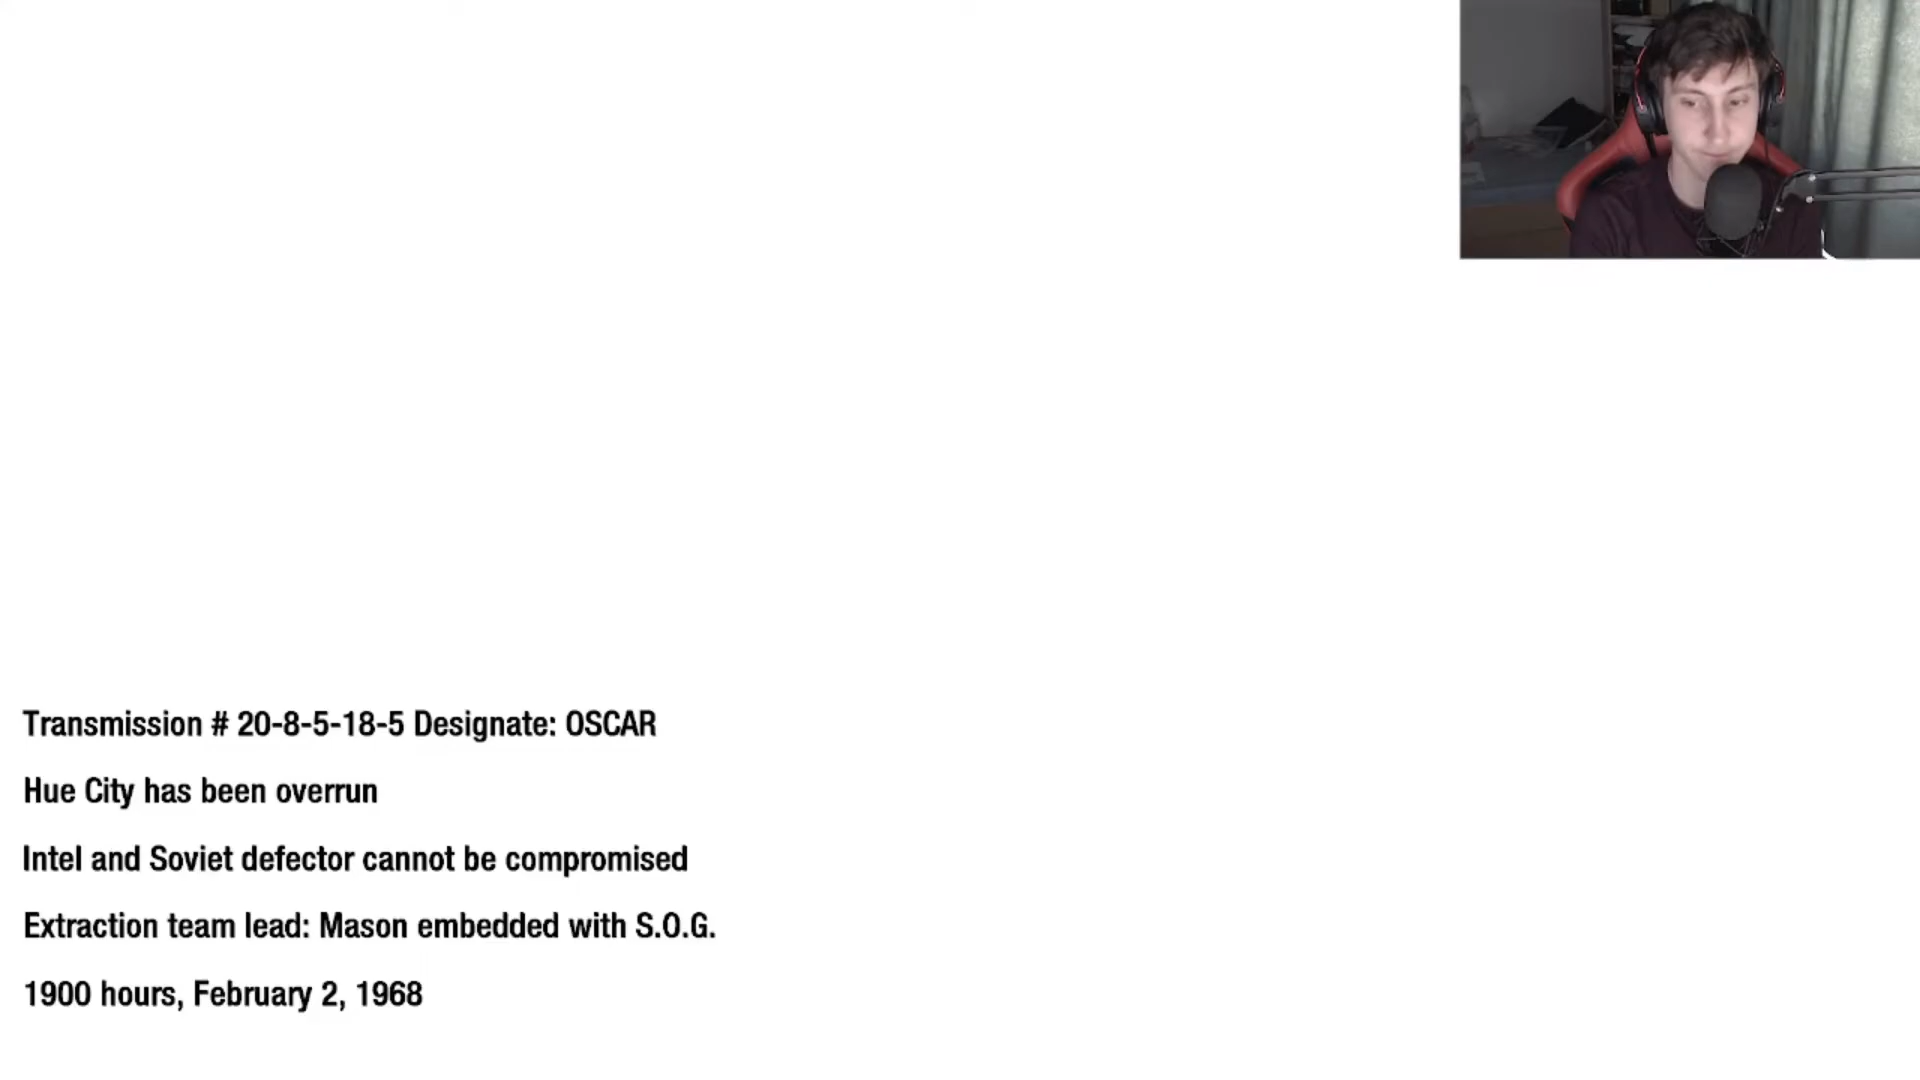 Transmission # 20-8-5-18-5 Designate: OSCAR
Hue City has been overrun
Intel and Soviet defector cannot be compromised
Extraction team lead: Mason embedded with S.O.G.
1900 hours, February 2, 1968